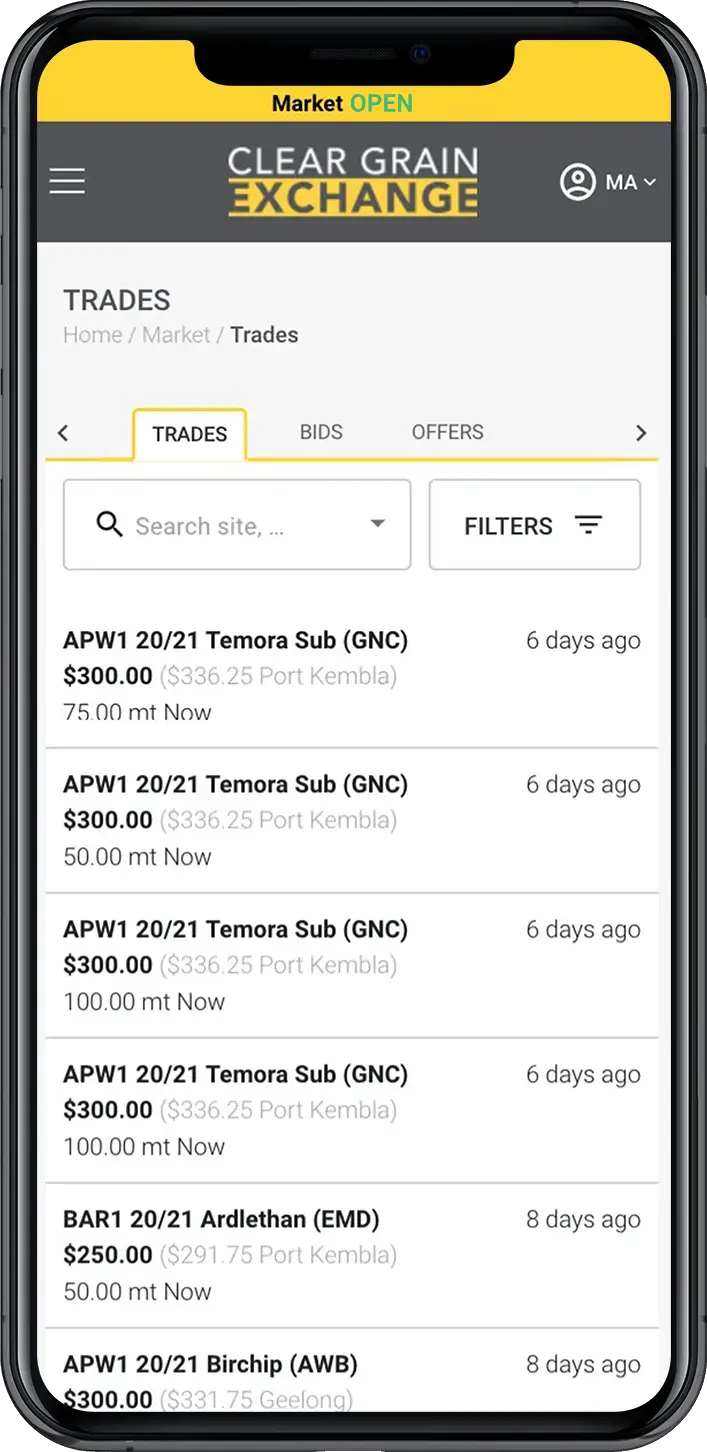 Market OPEN
CLEAR GRAIN
EXCHANGE
MA
TRADES
Home / Market / Trades
TRADES
BIDS
OFFERS
Search site, ...
FILTERS
APW1 20/21 Temora Sub (GNC)
6 days ago
$300.00 ($336.25 Port Kembla)
75.00 mt Now
APW1 20/21 Temora Sub (GNC)
6 days ago
$300.00 ($336.25 Port Kembla)
50.00 mt Now
APW1 20/21 Temora Sub (GNC)
6 days ago
$300.00 ($336.25 Port Kembla)
100.00 mt Now
APW1 20/21 Temora Sub (GNC)
6 days ago
$300.00 ($336.25 Port Kembla)
100.00 mt Now
BAR1 20/21 Ardlethan (EMD)
8 days ago
$250.00 ($291.75 Port Kembla)
50.00 mt Now
APW1 20/21 Birchip (AWB)
8 days ago
$300.00 ($331.75 Geelong)